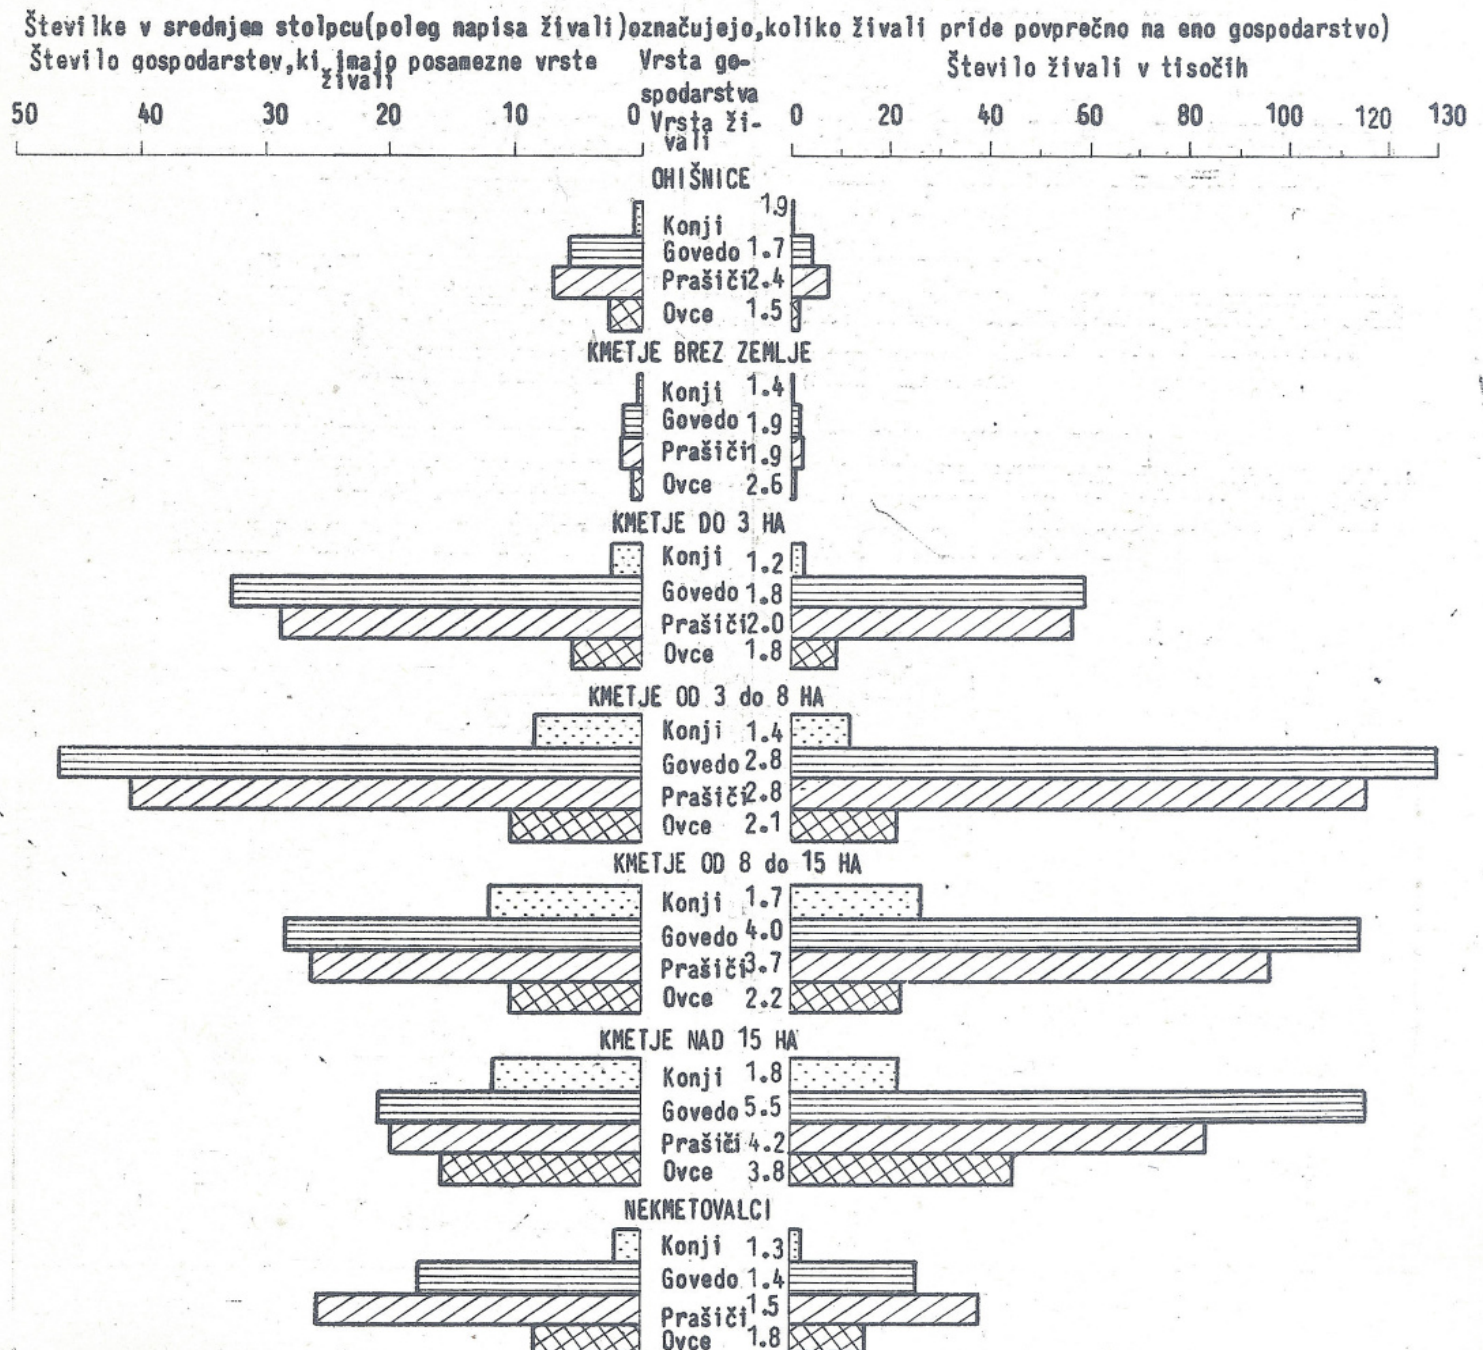 Številke v srednjem stolpcu(poleg napisa živali)označujejo,koliko živali pride povprečno na eno gospodarstvo)
Število gospodarstev,ki imajo posamezne vrste
živali
Vrsta go-
spodarstva
Vrsta ži-
vali
Število živali v tisočih
50 40 30 20 10 0
0 20 40 60 80 100 120 130
OHIŠNICE
Konji 1.9
Govedo 1.7
Prašiči 2.4
Ovce 1.5
KMETJE BREZ ZEMLJE
Konji 1.4
Govedo 1.9
Prašiči 1.9
Ovce 2.6
KMETJE DO 3 HA
Konji 1.2
Govedo 1.8
Prašiči 2.0
Ovce 1.8
KMETJE OD 3 do 8 HA
Konji 1.4
Govedo 2.8
Prašiči 2.8
Ovce 2.1
KMETJE OD 8 do 15 HA
Konji 1.7
Govedo 4.0
Prašiči 3.7
Ovce 2.2
KMETJE NAD 15 HA
Konji 1.8
Govedo 5.5
Prašiči 4.2
Ovce 3.8
NEKMETOVALCI
Konji 1.3
Govedo 1.4
Prašiči 1.5
Ovce 1.8